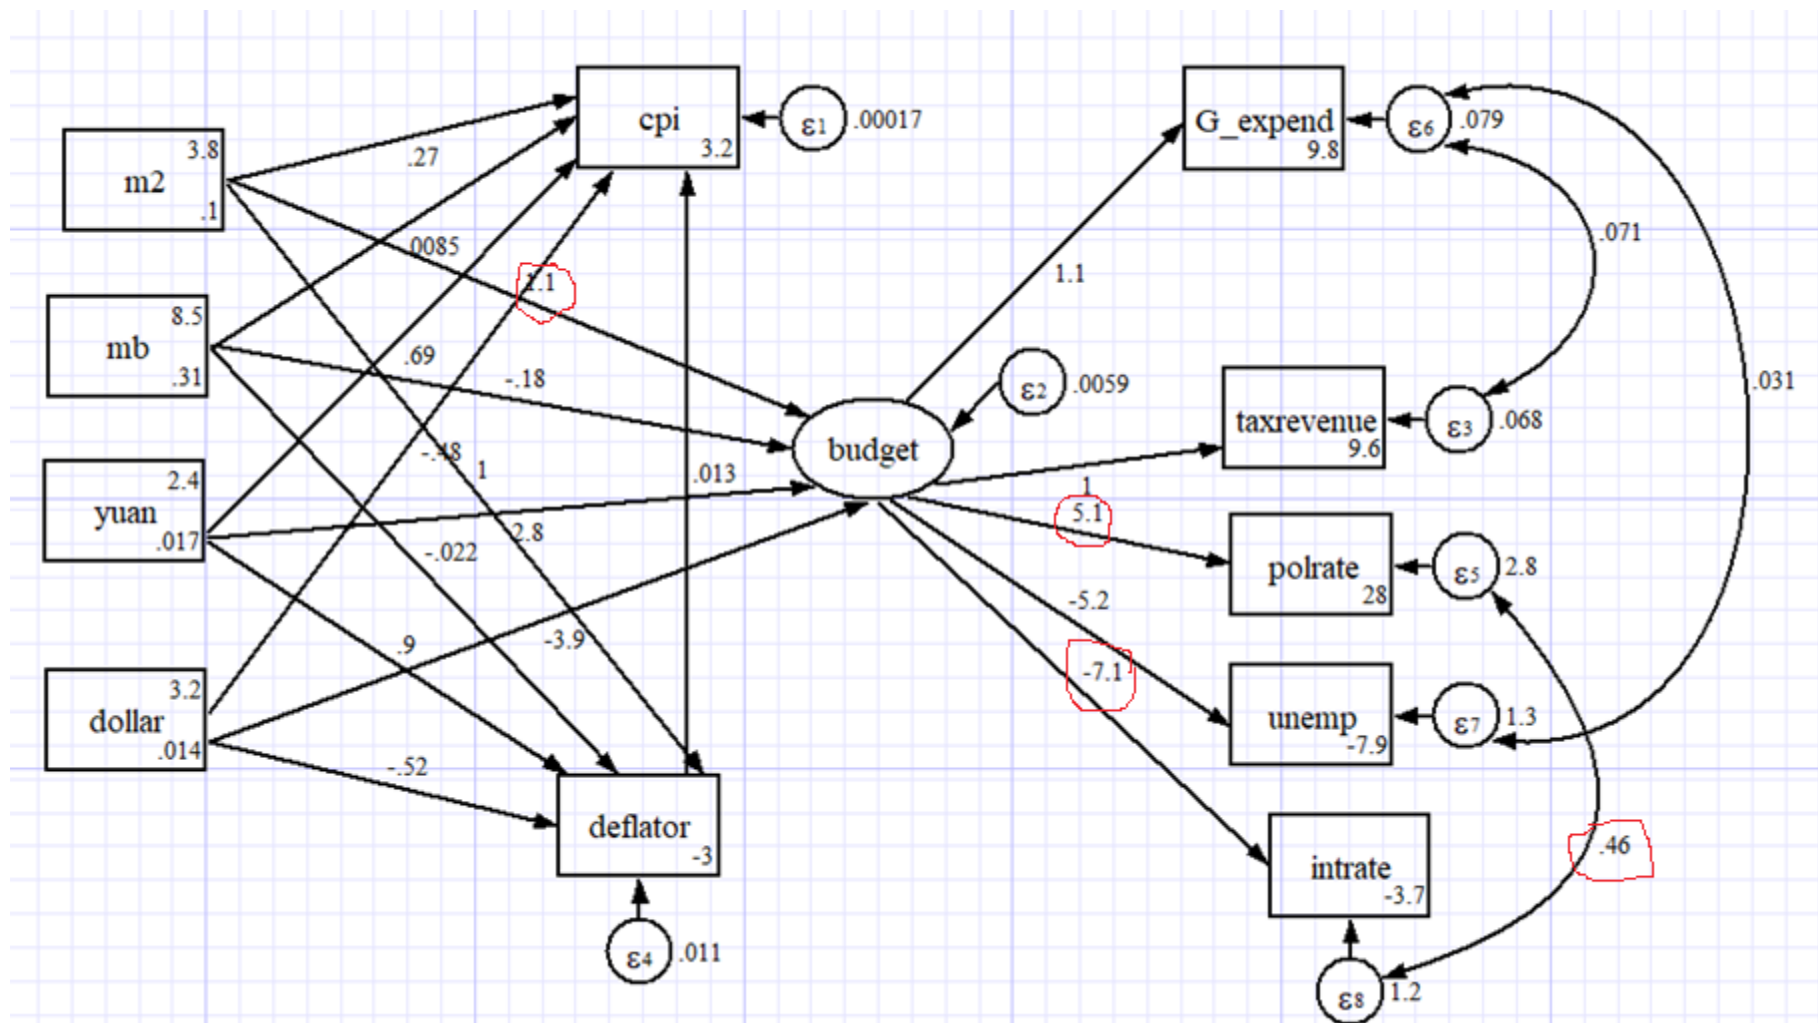 cpi
3.2
ε1
.00017
G_expend
9.8
ε6
.079
m2
3.8
.1
.27
.071
.0085
1.1
1.1
mb
8.5
.31
.69
-.18
ε2
.0059
.031
taxrevenue
9.6
ε3
.068
budget
yuan
2.4
.017
-.48
1
.013
1
5.1
2.8
-.022
polrate
28
ε5
2.8
-5.2
.9
-3.9
-7.1
dollar
3.2
.014
unemp
-7.9
ε7
1.3
-.52
deflator
-3
intrate
-3.7
.46
ε4
.011
ε8
1.2